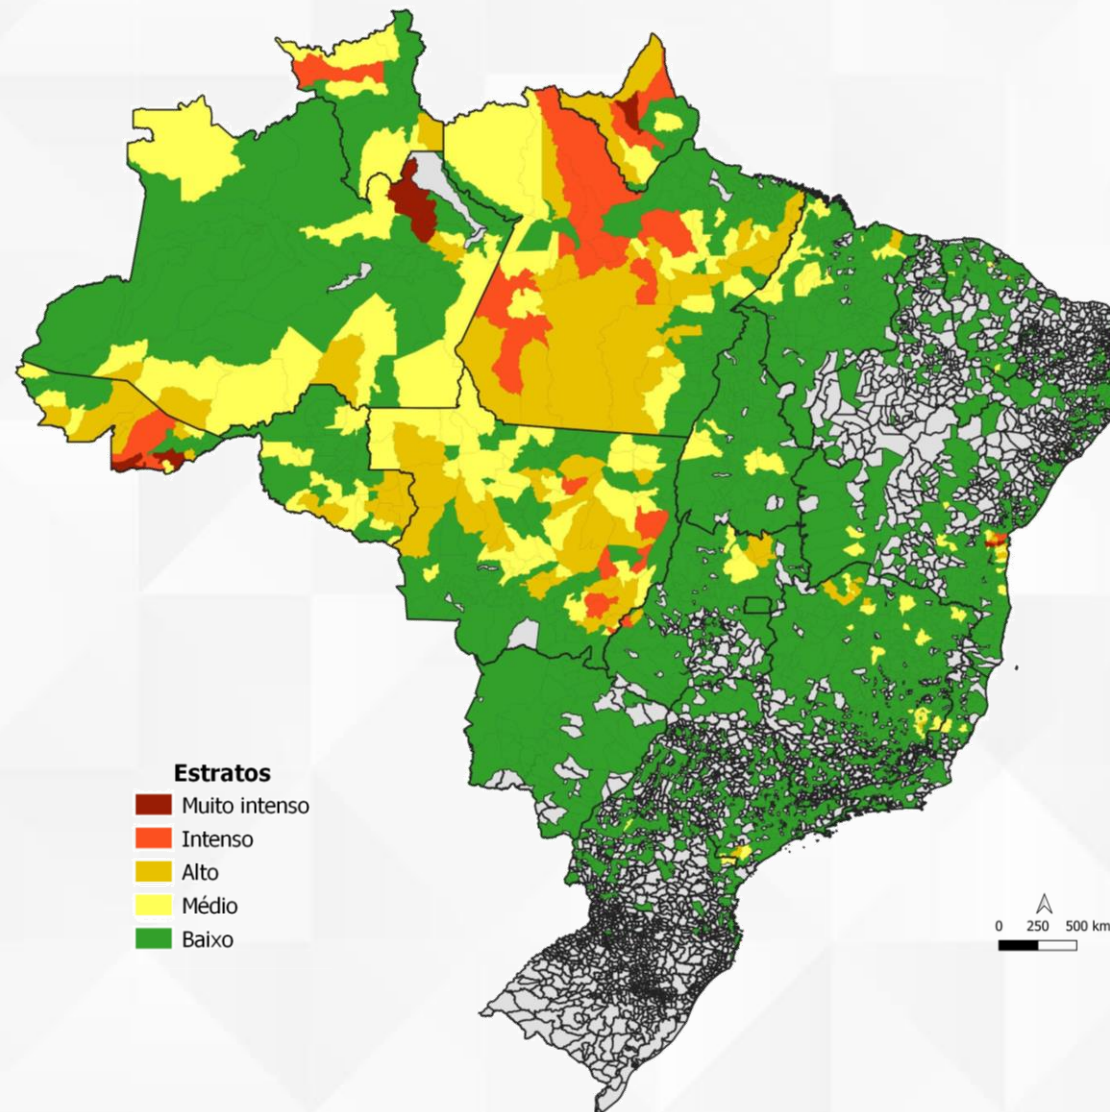 Estratos
Muito intenso
Intenso
Alto
Médio
Baixo
0 250 500 km